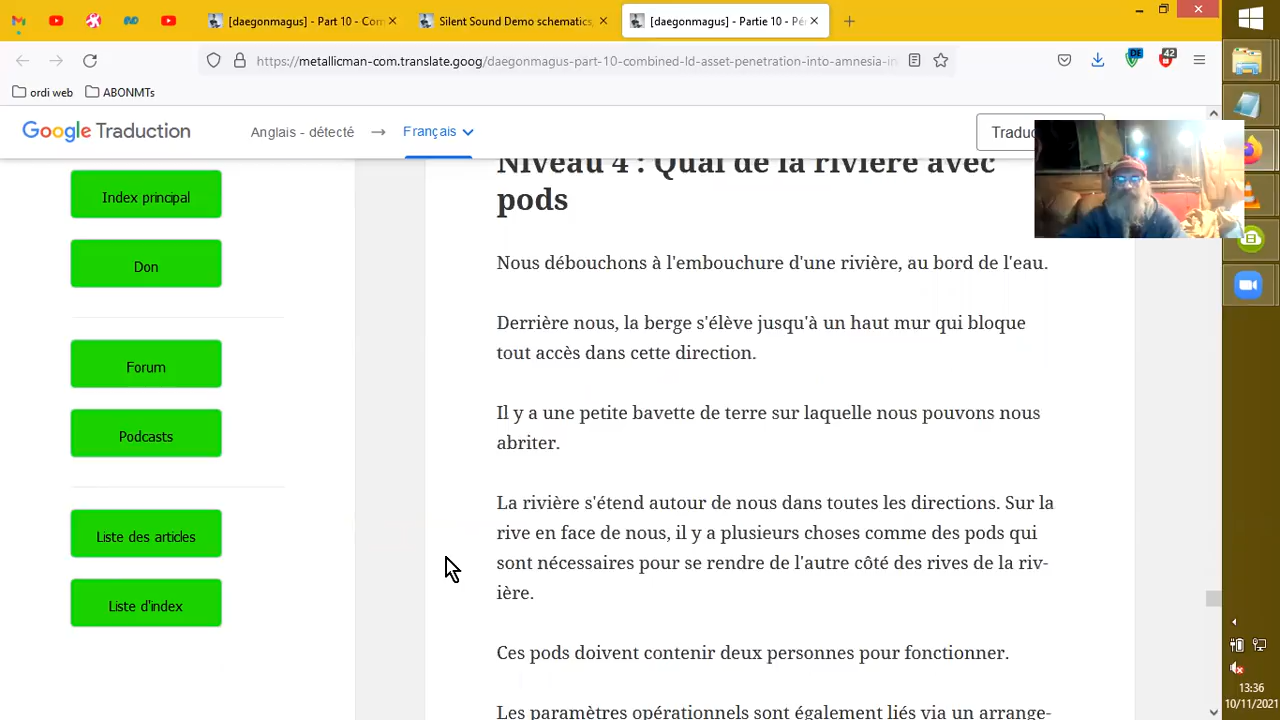 [daegonmagus] - Part 10 - Com
Silent Sound Demo schematics,
[daegonmagus] - Partie 10 - Pé
https://metallicman-com.translate.goog/daegonmagus-part-10-combined-ld-asset-penetration-into-amnesia-in
DE
42
ordi web
ABONMTs
Google Traduction
Anglais - détecté
Français
Tradu
Index principal
Don
Forum
Podcasts
Liste des articles
Liste d'index
Niveau 4 : Quai de la rivière avec
pods
Nous débouchons à l'embouchure d'une rivière, au bord de l'eau.
Derrière nous, la berge s'élève jusqu'à un haut mur qui bloque
tout accès dans cette direction.
Il y a une petite bavette de terre sur laquelle nous pouvons nous
abriter.
La rivière s'étend autour de nous dans toutes les directions. Sur la
rive en face de nous, il y a plusieurs choses comme des pods qui
sont nécessaires pour se rendre de l'autre côté des rives de la riv-
ière.
Ces pods doivent contenir deux personnes pour fonctionner.
Les paramètres opérationnels sont également liés via un arrange-
13:36
10/11/2021